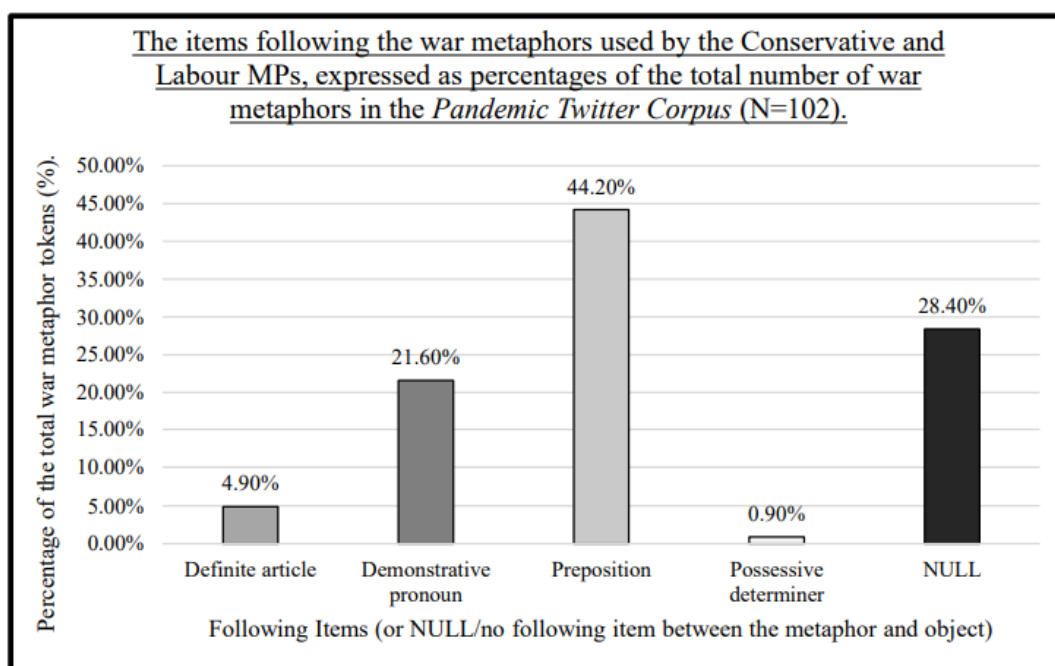 The items following the war metaphors used by the Conservative and
Labour MPs, expressed as percentages of the total number of war
metaphors in the Pandemic Twitter Corpus (N=102).
Percentage of the total war metaphor tokens (%).
50.00%
45.00%
40.00%
35.00%
30.00%
25.00%
20.00%
15.00%
10.00%
5.00%
0.00%
4.90%
21.60%
44.20%
0.90%
28.40%
Definite article
Demonstrative
pronoun
Preposition
Possessive
determiner
NULL
Following Items (or NULL/no following item between the metaphor and object)